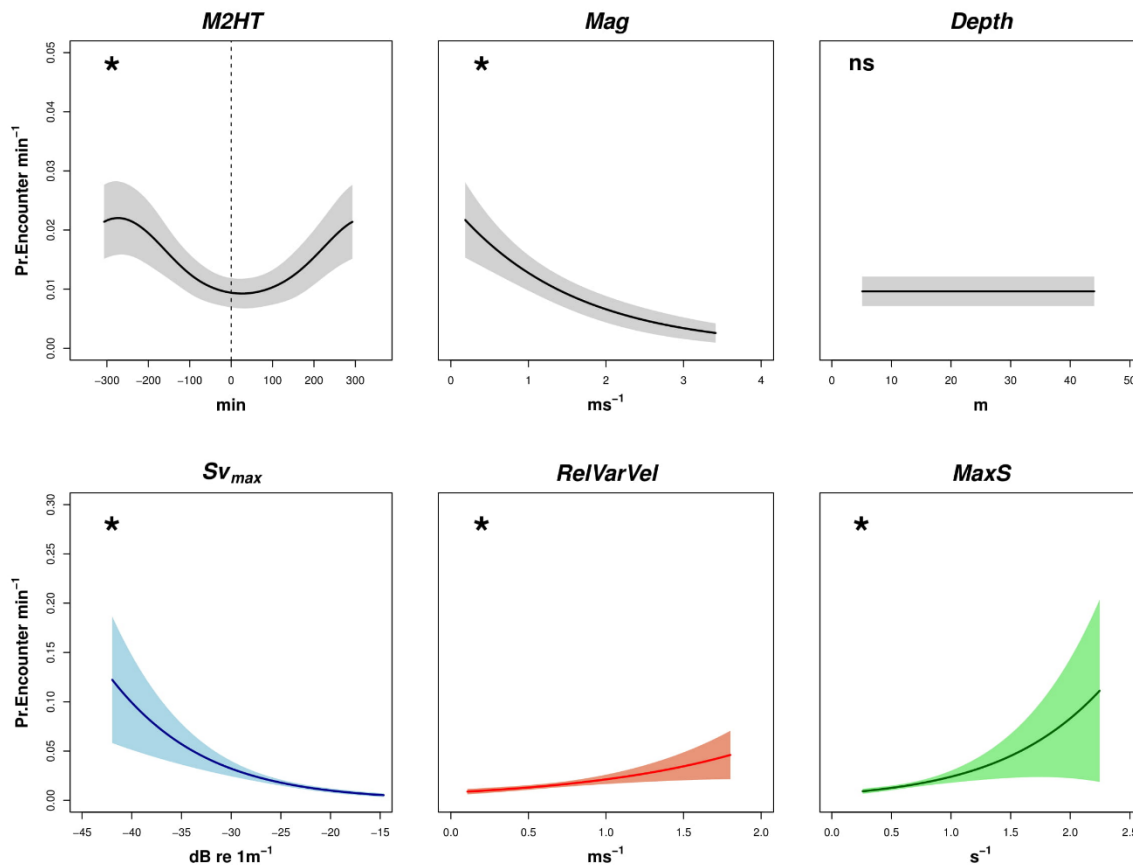 M2HT
*
Pr.Encounter min⁻¹
0.05
0.04
0.03
0.02
0.01
0.00
−300 −200 −100 0 100 200 300
min
Mag
*
0 1 2 3 4
ms⁻¹
Depth
ns
0 10 20 30 40 50
m
Sv_max
*
Pr.Encounter min⁻¹
0.30
0.25
0.20
0.15
0.10
0.05
0.00
−45 −40 −35 −30 −25 −20 −15
dB re 1m⁻¹
RelVarVel
*
0.0 0.5 1.0 1.5 2.0
ms⁻¹
MaxS
*
0.0 0.5 1.0 1.5 2.0 2.5
s⁻¹